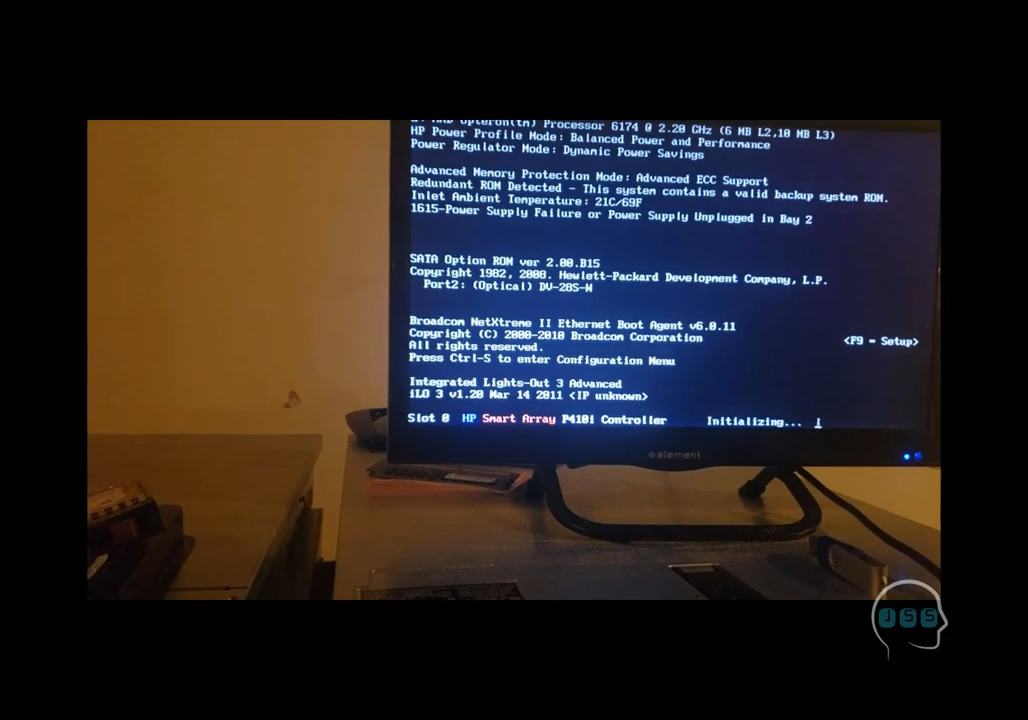 AMD Opteron(tm) Processor 6174 @ 2.20 GHz (6 MB L2,10 MB L3)
HP Power Profile Mode: Balanced Power and Performance
Power Regulator Mode: Dynamic Power Savings
Advanced Memory Protection Mode: Advanced ECC Support
Redundant ROM Detected - This system contains a valid backup system ROM.
Inlet Ambient Temperature: 21C/69F
1615-Power Supply Failure or Power Supply Unplugged in Bay 2
SATA Option ROM ver 2.00.B15
Copyright 1982, 2008. Hewlett-Packard Development Company, L.P.
Port2: (Optical) DV-28S-W
Broadcom NetXtreme II Ethernet Boot Agent v6.0.11
Copyright (C) 2000-2010 Broadcom Corporation
All rights reserved.
<F9 = Setup>
Press Ctrl-S to enter Configuration Menu
Integrated Lights-Out 3 Advanced
iLO 3 v1.20 Mar 14 2011 <IP unknown>
Slot 0 HP Smart Array P410i Controller Initializing...
element
JSS